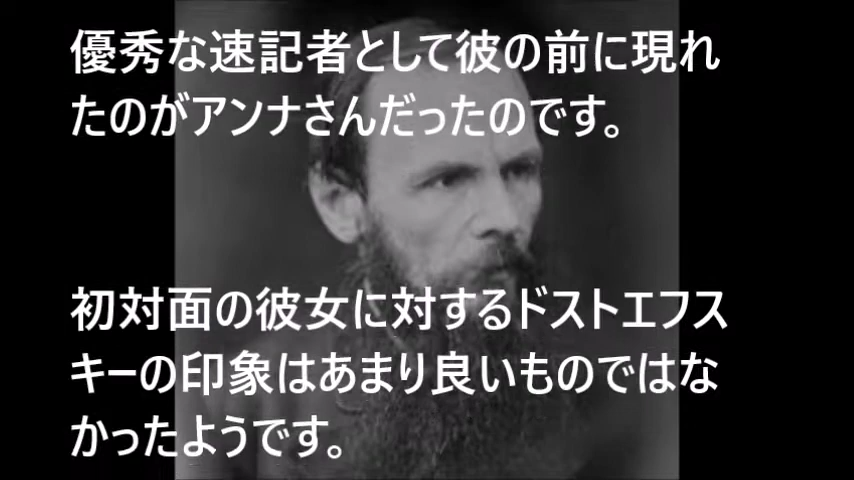 優秀な速記者として彼の前に現れ
たのがアンナさんだったのです。
初対面の彼女に対するドストエフス
キーの印象はあまり良いものではな
かったようです。